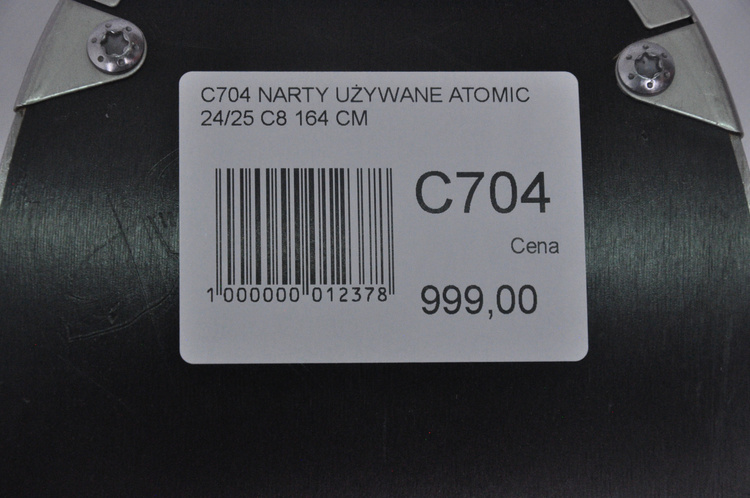 C704 NARTY UŻYWANE ATOMIC
24/25 C8 164 CM
C704
Cena
999,00
1 000000 012378